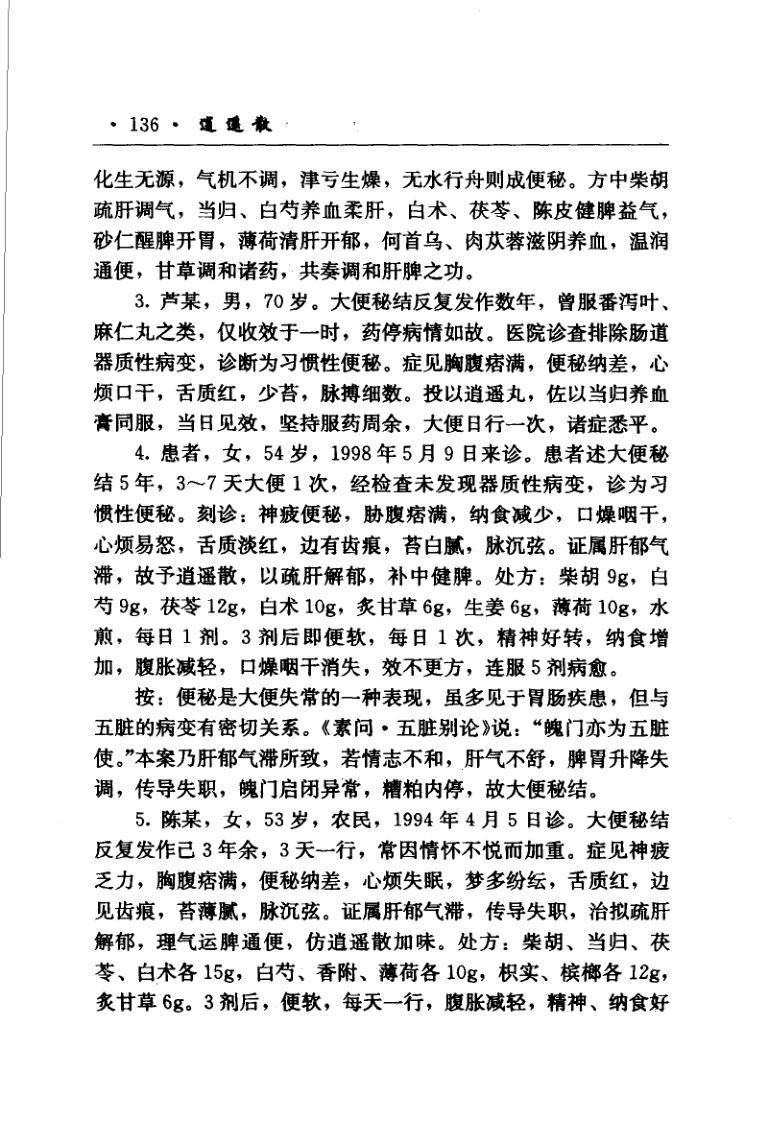 · 136 · 逍遥散
化生无源，气机不调，津亏生燥，无水行舟则成便秘。方中柴胡
疏肝调气，当归、白芍养血柔肝，白术、茯苓、陈皮健脾益气，
砂仁醒脾开胃，薄荷清肝开郁，何首乌、肉苁蓉滋阴养血，温润
通便，甘草调和诸药，共奏调和肝脾之功。
3. 芦某，男，70 岁。大便秘结反复发作数年，曾服番泻叶、
麻仁丸之类，仅收效于一时，药停病情如故。医院诊查排除肠道
器质性病变，诊断为习惯性便秘。症见胸腹痞满，便秘纳差，心
烦口干，舌质红，少苔，脉搏细数。投以逍遥丸，佐以当归养血
膏同服，当日见效，坚持服药周余，大便日行一次，诸症悉平。
4. 患者，女，54 岁，1998 年 5 月 9 日来诊。患者述大便秘
结 5 年，3～7 天大便 1 次，经检查未发现器质性病变，诊为习
惯性便秘。刻诊：神疲便秘，胁腹痞满，纳食减少，口燥咽干，
心烦易怒，舌质淡红，边有齿痕，苔白腻，脉沉弦。证属肝郁气
滞，故予逍遥散，以疏肝解郁，补中健脾。处方：柴胡 9g，白
芍 9g，茯苓 12g，白术 10g，炙甘草 6g，生姜 6g，薄荷 10g，水
煎，每日 1 剂。3 剂后即便软，每日 1 次，精神好转，纳食增
加，腹胀减轻，口燥咽干消失，效不更方，连服 5 剂病愈。
按：便秘是大便失常的一种表现，虽多见于胃肠疾患，但与
五脏的病变有密切关系。《素问·五脏别论》说：“魄门亦为五脏
使。”本案乃肝郁气滞所致，若情志不和，肝气不舒，脾胃升降失
调，传导失职，魄门启闭异常，糟粕内停，故大便秘结。
5. 陈某，女，53 岁，农民，1994 年 4 月 5 日诊。大便秘结
反复发作己 3 年余，3 天一行，常因情怀不悦而加重。症见神疲
乏力，胸腹痞满，便秘纳差，心烦失眠，梦多纷纭，舌质红，边
见齿痕，苔薄腻，脉沉弦。证属肝郁气滞，传导失职，治拟疏肝
解郁，理气运脾通便，仿逍遥散加味。处方：柴胡、当归、茯
苓、白术各 15g，白芍、香附、薄荷各 10g，枳实、槟榔各 12g，
炙甘草 6g。3 剂后，便软，每天一行，腹胀减轻，精神、纳食好